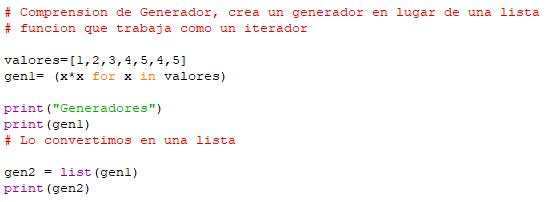 # Comprension de Generador, crea un generador en lugar de una lista
# funcion que trabaja como un iterador
valores=[1,2,3,4,5,4,5]
gen1= (x*x for x in valores)
print("Generadores")
print(gen1)
# Lo convertimos en una lista
gen2 = list(gen1)
print(gen2)